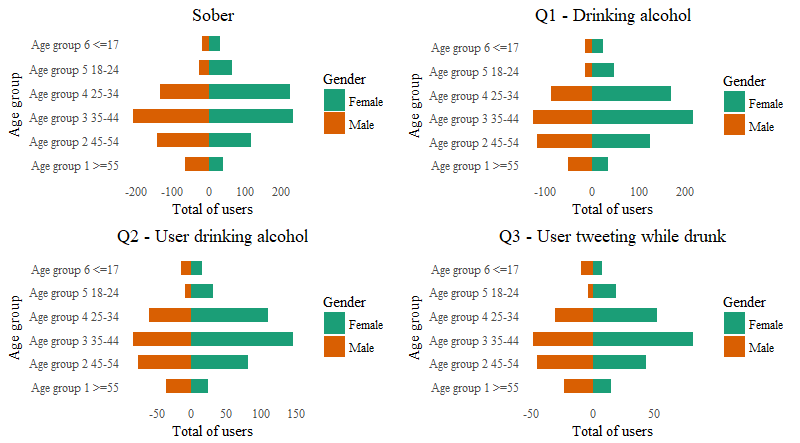 Sober
Age group
Age group 6 <=17
Age group 5 18-24
Age group 4 25-34
Age group 3 35-44
Age group 2 45-54
Age group 1 >=55
-200 -100 0 100 200
Total of users
Gender
Female
Male
Q1 - Drinking alcohol
Age group
Age group 6 <=17
Age group 5 18-24
Age group 4 25-34
Age group 3 35-44
Age group 2 45-54
Age group 1 >=55
-100 0 100 200
Total of users
Gender
Female
Male
Q2 - User drinking alcohol
Age group
Age group 6 <=17
Age group 5 18-24
Age group 4 25-34
Age group 3 35-44
Age group 2 45-54
Age group 1 >=55
-50 0 50 100 150
Total of users
Gender
Female
Male
Q3 - User tweeting while drunk
Age group
Age group 6 <=17
Age group 5 18-24
Age group 4 25-34
Age group 3 35-44
Age group 2 45-54
Age group 1 >=55
-50 0 50
Total of users
Gender
Female
Male